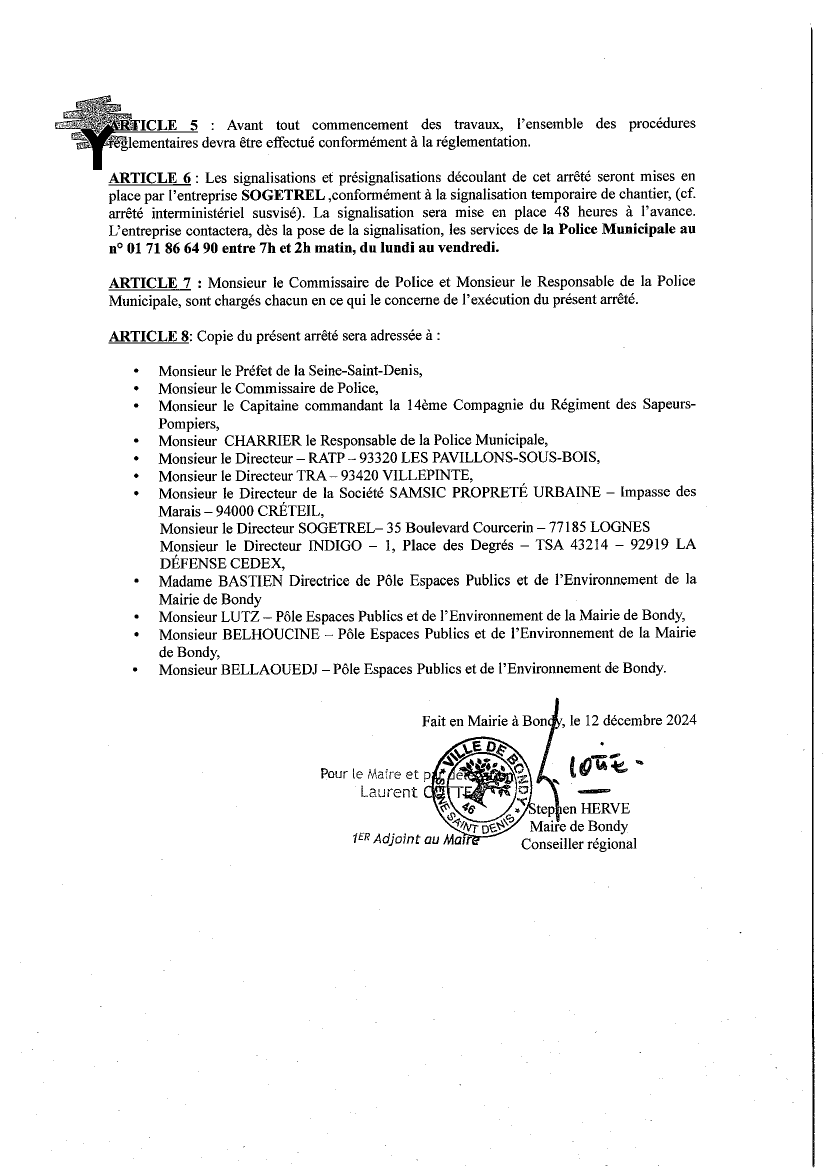 ARTICLE 5 : Avant tout commencement des travaux, l'ensemble des procédures
réglementaires devra être effectué conformément à la réglementation.
ARTICLE 6 : Les signalisations et présignalisations découlant de cet arrêté seront mises en
place par l'entreprise SOGETREL ,conformément à la signalisation temporaire de chantier, (cf.
arrêté interministériel susvisé). La signalisation sera mise en place 48 heures à l'avance.
L'entreprise contactera, dès la pose de la signalisation, les services de la Police Municipale au
n° 01 71 86 64 90 entre 7h et 2h matin, du lundi au vendredi.
ARTICLE 7 : Monsieur le Commissaire de Police et Monsieur le Responsable de la Police
Municipale, sont chargés chacun en ce qui le concerne de l'exécution du présent arrêté.
ARTICLE 8: Copie du présent arrêté sera adressée à :
• Monsieur le Préfet de la Seine-Saint-Denis,
• Monsieur le Commissaire de Police,
• Monsieur le Capitaine commandant la 14ème Compagnie du Régiment des Sapeurs-
Pompiers,
• Monsieur CHARRIER le Responsable de la Police Municipale,
• Monsieur le Directeur – RATP – 93320 LES PAVILLONS-SOUS-BOIS,
• Monsieur le Directeur TRA – 93420 VILLEPINTE,
• Monsieur le Directeur de la Société SAMSIC PROPRETÉ URBAINE – Impasse des
Marais – 94000 CRÉTEIL,
Monsieur le Directeur SOGETREL– 35 Boulevard Courcerin – 77185 LOGNES
Monsieur le Directeur INDIGO – 1, Place des Degrés – TSA 43214 – 92919 LA
DÉFENSE CEDEX,
• Madame BASTIEN Directrice de Pôle Espaces Publics et de l'Environnement de la
Mairie de Bondy
• Monsieur LUTZ – Pôle Espaces Publics et de l'Environnement de la Mairie de Bondy,
• Monsieur BELHOUCINE – Pôle Espaces Publics et de l'Environnement de la Mairie
de Bondy,
• Monsieur BELLAOUEDJ – Pôle Espaces Publics et de l'Environnement de Bondy.
Fait en Mairie à Bondy, le 12 décembre 2024
VILLE DE BONDY
Pour le Maire et par délégation
Laurent
46
SEINE SAINT DENIS
Stephen HERVE
Maire de Bondy
1ER Adjoint au Maire
Conseiller régional